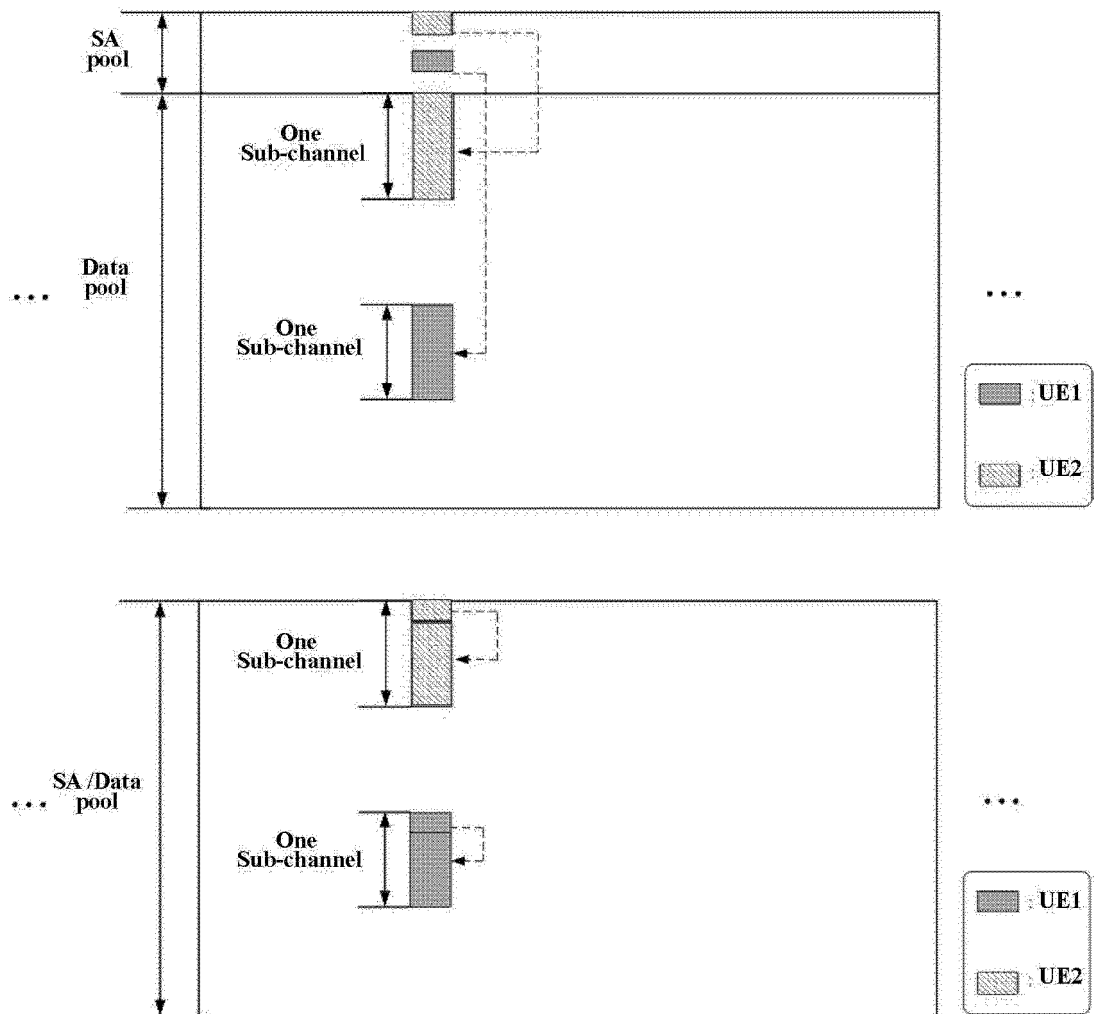 SA
pool
One
Sub-channel
Data
pool
...
...
One
Sub-channel
UE1
UE2
One
Sub-channel
SA /Data
pool
...
...
One
Sub-channel
UE1
UE2